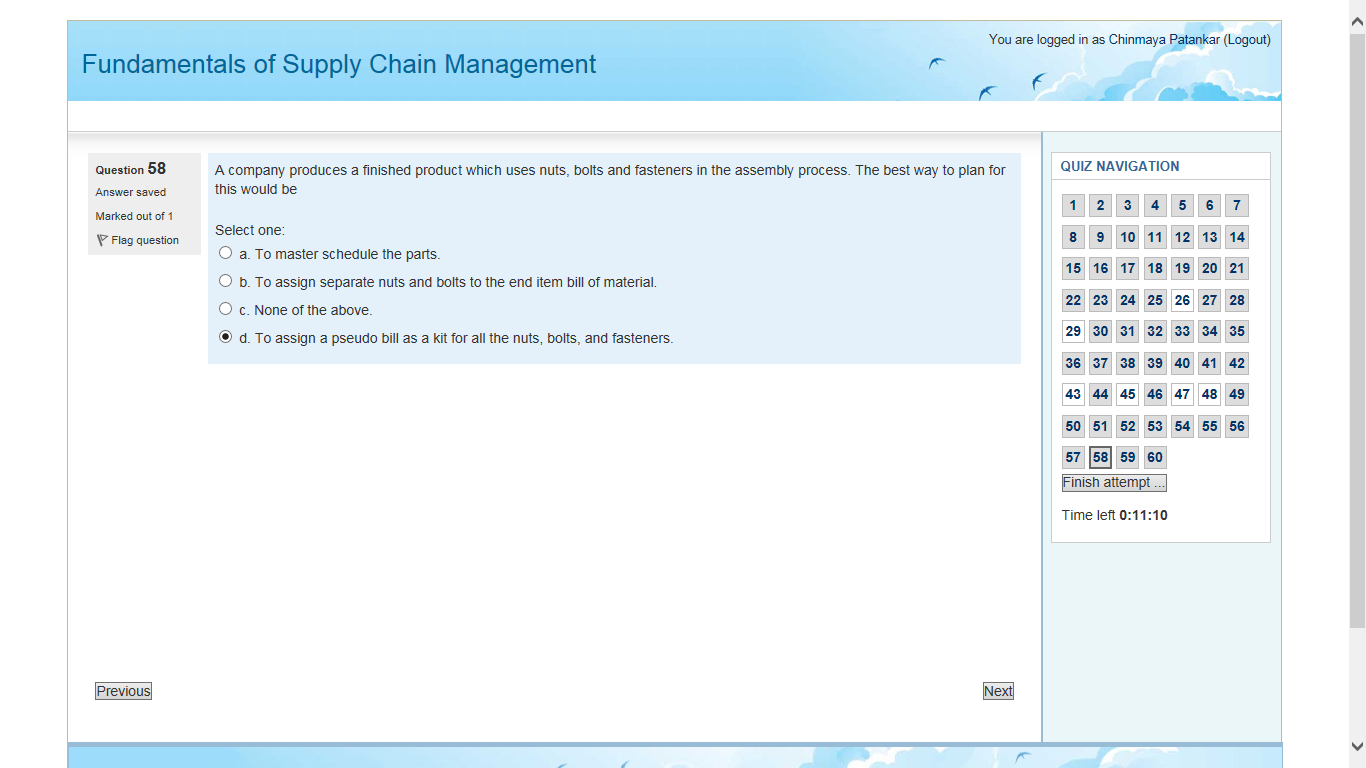 You are logged in as Chinmaya Patankar (Logout)
Fundamentals of Supply Chain Management
Question 58
Answer saved
Marked out of 1
Flag question
A company produces a finished product which uses nuts, bolts and fasteners in the assembly process. The best way to plan for
this would be
Select one:
a. To master schedule the parts.
b. To assign separate nuts and bolts to the end item bill of material.
c. None of the above.
d. To assign a pseudo bill as a kit for all the nuts, bolts, and fasteners.
Previous
Next
QUIZ NAVIGATION
1 2 3 4 5 6 7
8 9 10 11 12 13 14
15 16 17 18 19 20 21
22 23 24 25 26 27 28
29 30 31 32 33 34 35
36 37 38 39 40 41 42
43 44 45 46 47 48 49
50 51 52 53 54 55 56
57 58 59 60
Finish attempt ...
Time left 0:11:10